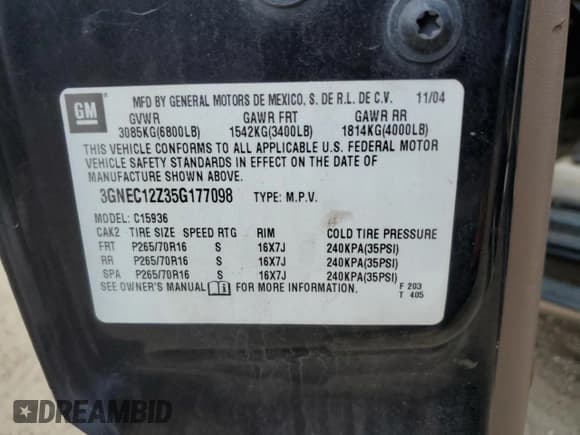 GM ®
MFD BY GENERAL MOTORS DE MEXICO, S. DE R.L. DE C.V. 11/04
GVWR GAWR FRT GAWR RR
3085KG(6800LB) 1542KG(3400LB) 1814KG(4000LB)
THIS VEHICLE CONFORMS TO ALL APPLICABLE U.S. FEDERAL MOTOR
VEHICLE SAFETY STANDARDS IN EFFECT ON THE DATE OF
MANUFACTURE SHOWN ABOVE.
3GNEC12Z35G177098 TYPE: M.P.V.
MODEL: C15936
CAK2 TIRE SIZE SPEED RTG RIM COLD TIRE PRESSURE
FRT P265/70R16 S 16X7J 240KPA(35PSI)
RR P265/70R16 S 16X7J 240KPA(35PSI)
SPA P265/70R16 S 16X7J 240KPA(35PSI)
SEE OWNER'S MANUAL FOR MORE INFORMATION. F 203
T 405
DREAMBID